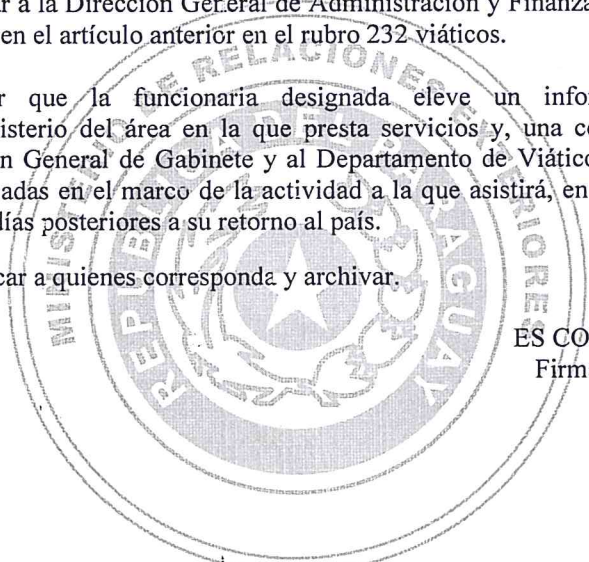 ar a la Dirección General de Administración y Finanza
en el artículo anterior en el rubro 232 viáticos.
r que la funcionaria designada eleve un info
isterio del área en la que presta servicios y, una c
n General de Gabinete y al Departamento de Viático
adas en el marco de la actividad a la que asistirá, en
lías posteriores a su retorno al país.
car a quienes corresponda y archivar.
ES CO
Firm
MINISTERIO DE RELACIONES EXTERIORES
REPUBLICA DEL PARAGUAY